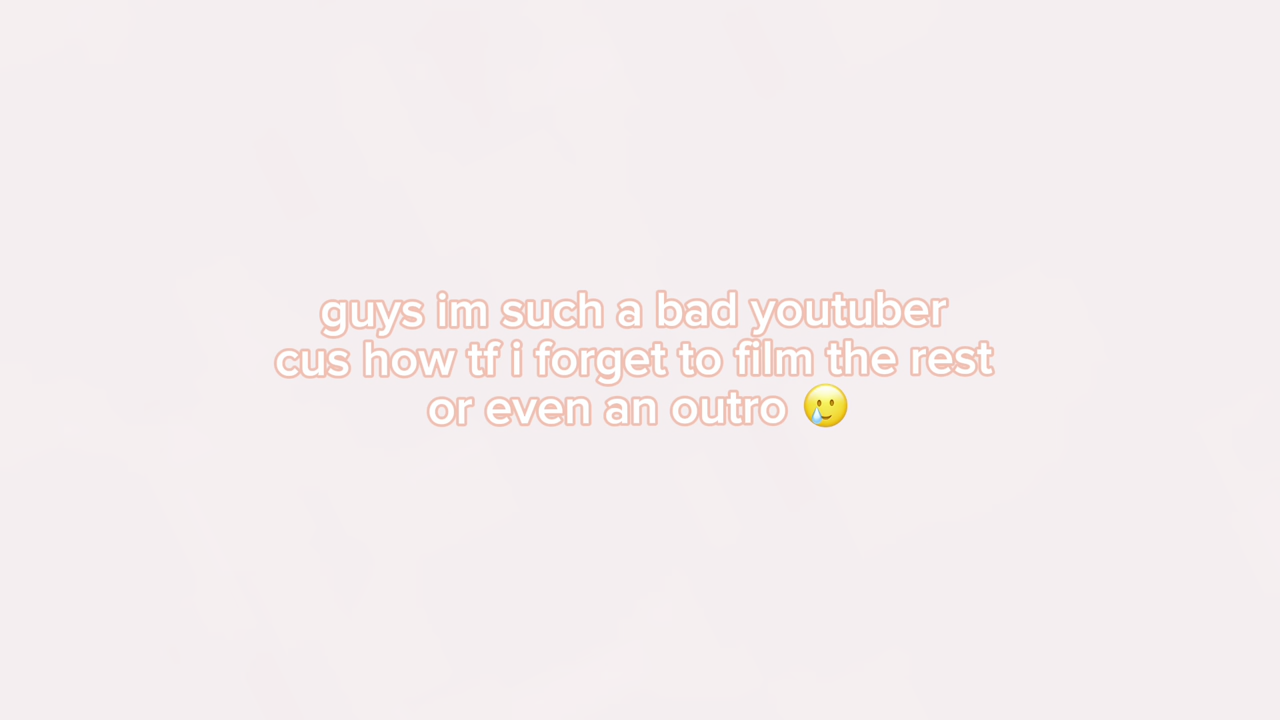 guys im such a bad youtuber
cus how tf i forget to film the rest
or even an outro 🥲